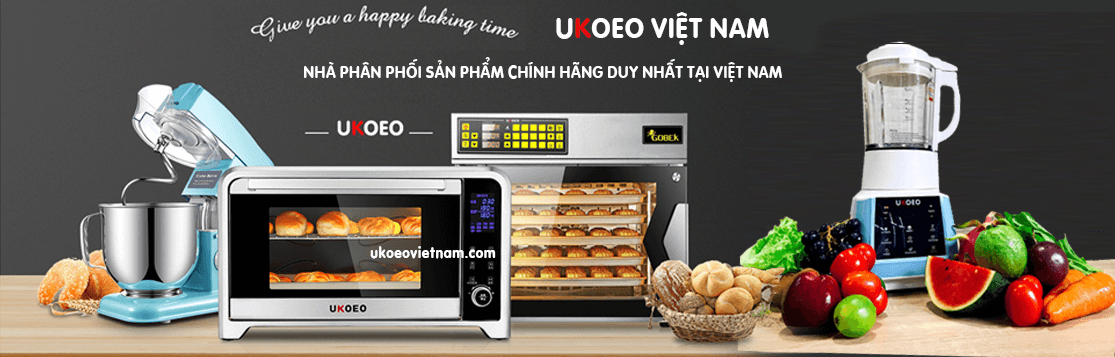 Give you a happy baking time
UKOEO VIỆT NAM
NHÀ PHÂN PHỐI SẢN PHẨM CHÍNH HÃNG DUY NHẤT TẠI VIỆT NAM
UKOEO
GOBEK
ukoeovietnam.com
UKOEO
UKOEO